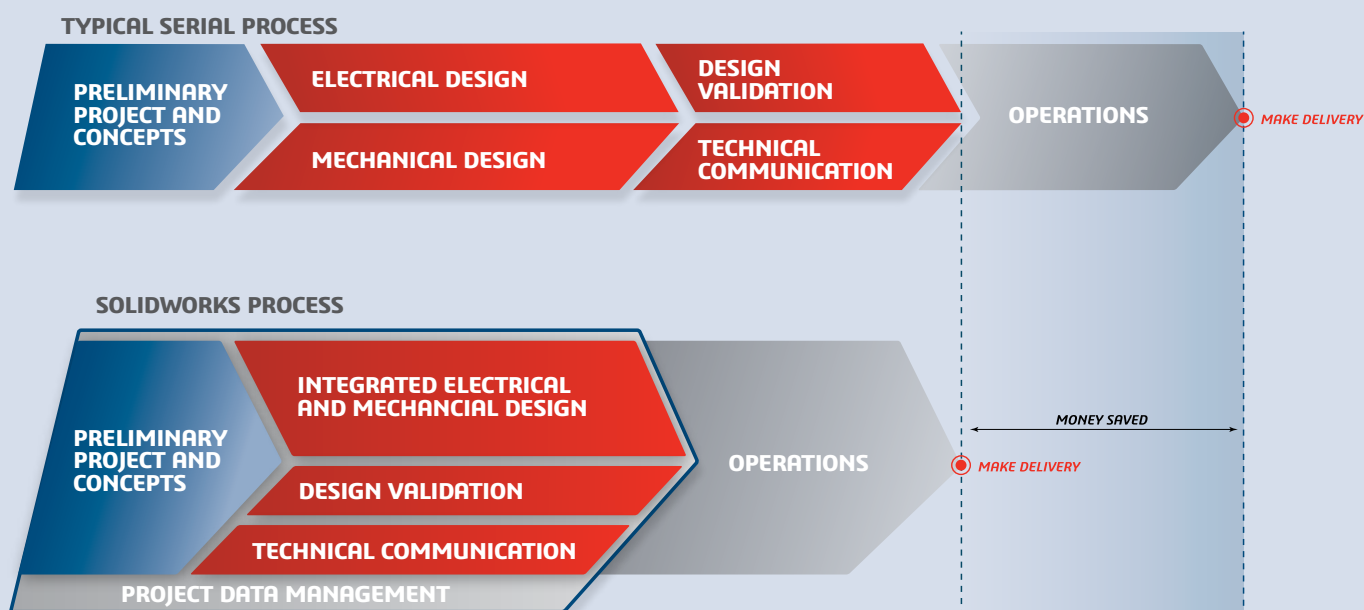 TYPICAL SERIAL PROCESS
PRELIMINARY
PROJECT AND
CONCEPTS
ELECTRICAL DESIGN
MECHANICAL DESIGN
DESIGN
VALIDATION
TECHNICAL
COMMUNICATION
OPERATIONS
MAKE DELIVERY
SOLIDWORKS PROCESS
PRELIMINARY
PROJECT AND
CONCEPTS
INTEGRATED ELECTRICAL
AND MECHANCIAL DESIGN
DESIGN VALIDATION
TECHNICAL COMMUNICATION
PROJECT DATA MANAGEMENT
OPERATIONS
MAKE DELIVERY
MONEY SAVED